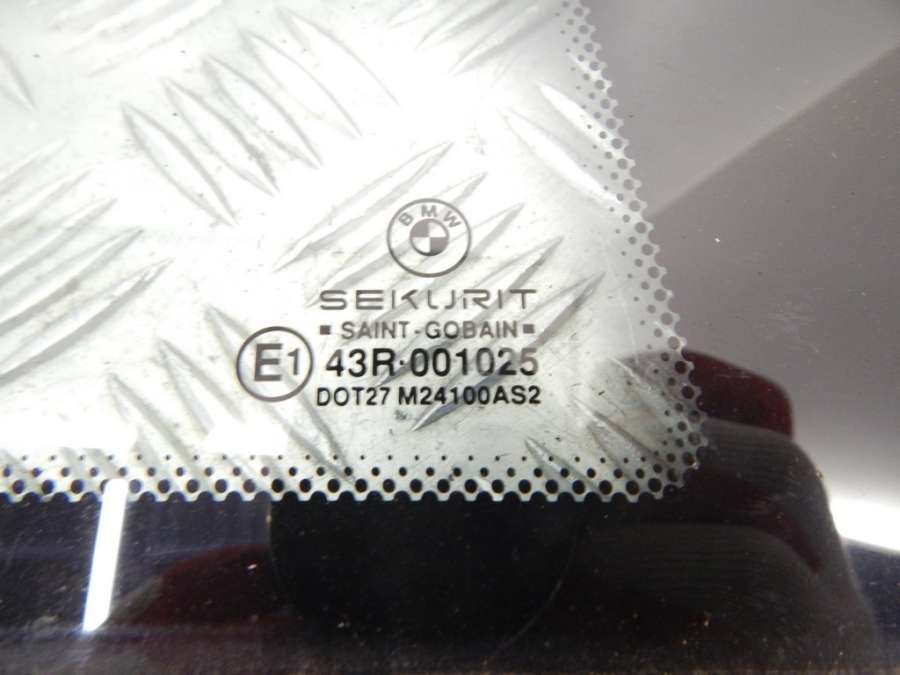 BMW
SEKURIT
▪ SAINT-GOBAIN ▪
E1 43R·001025
DOT27 M24100AS2